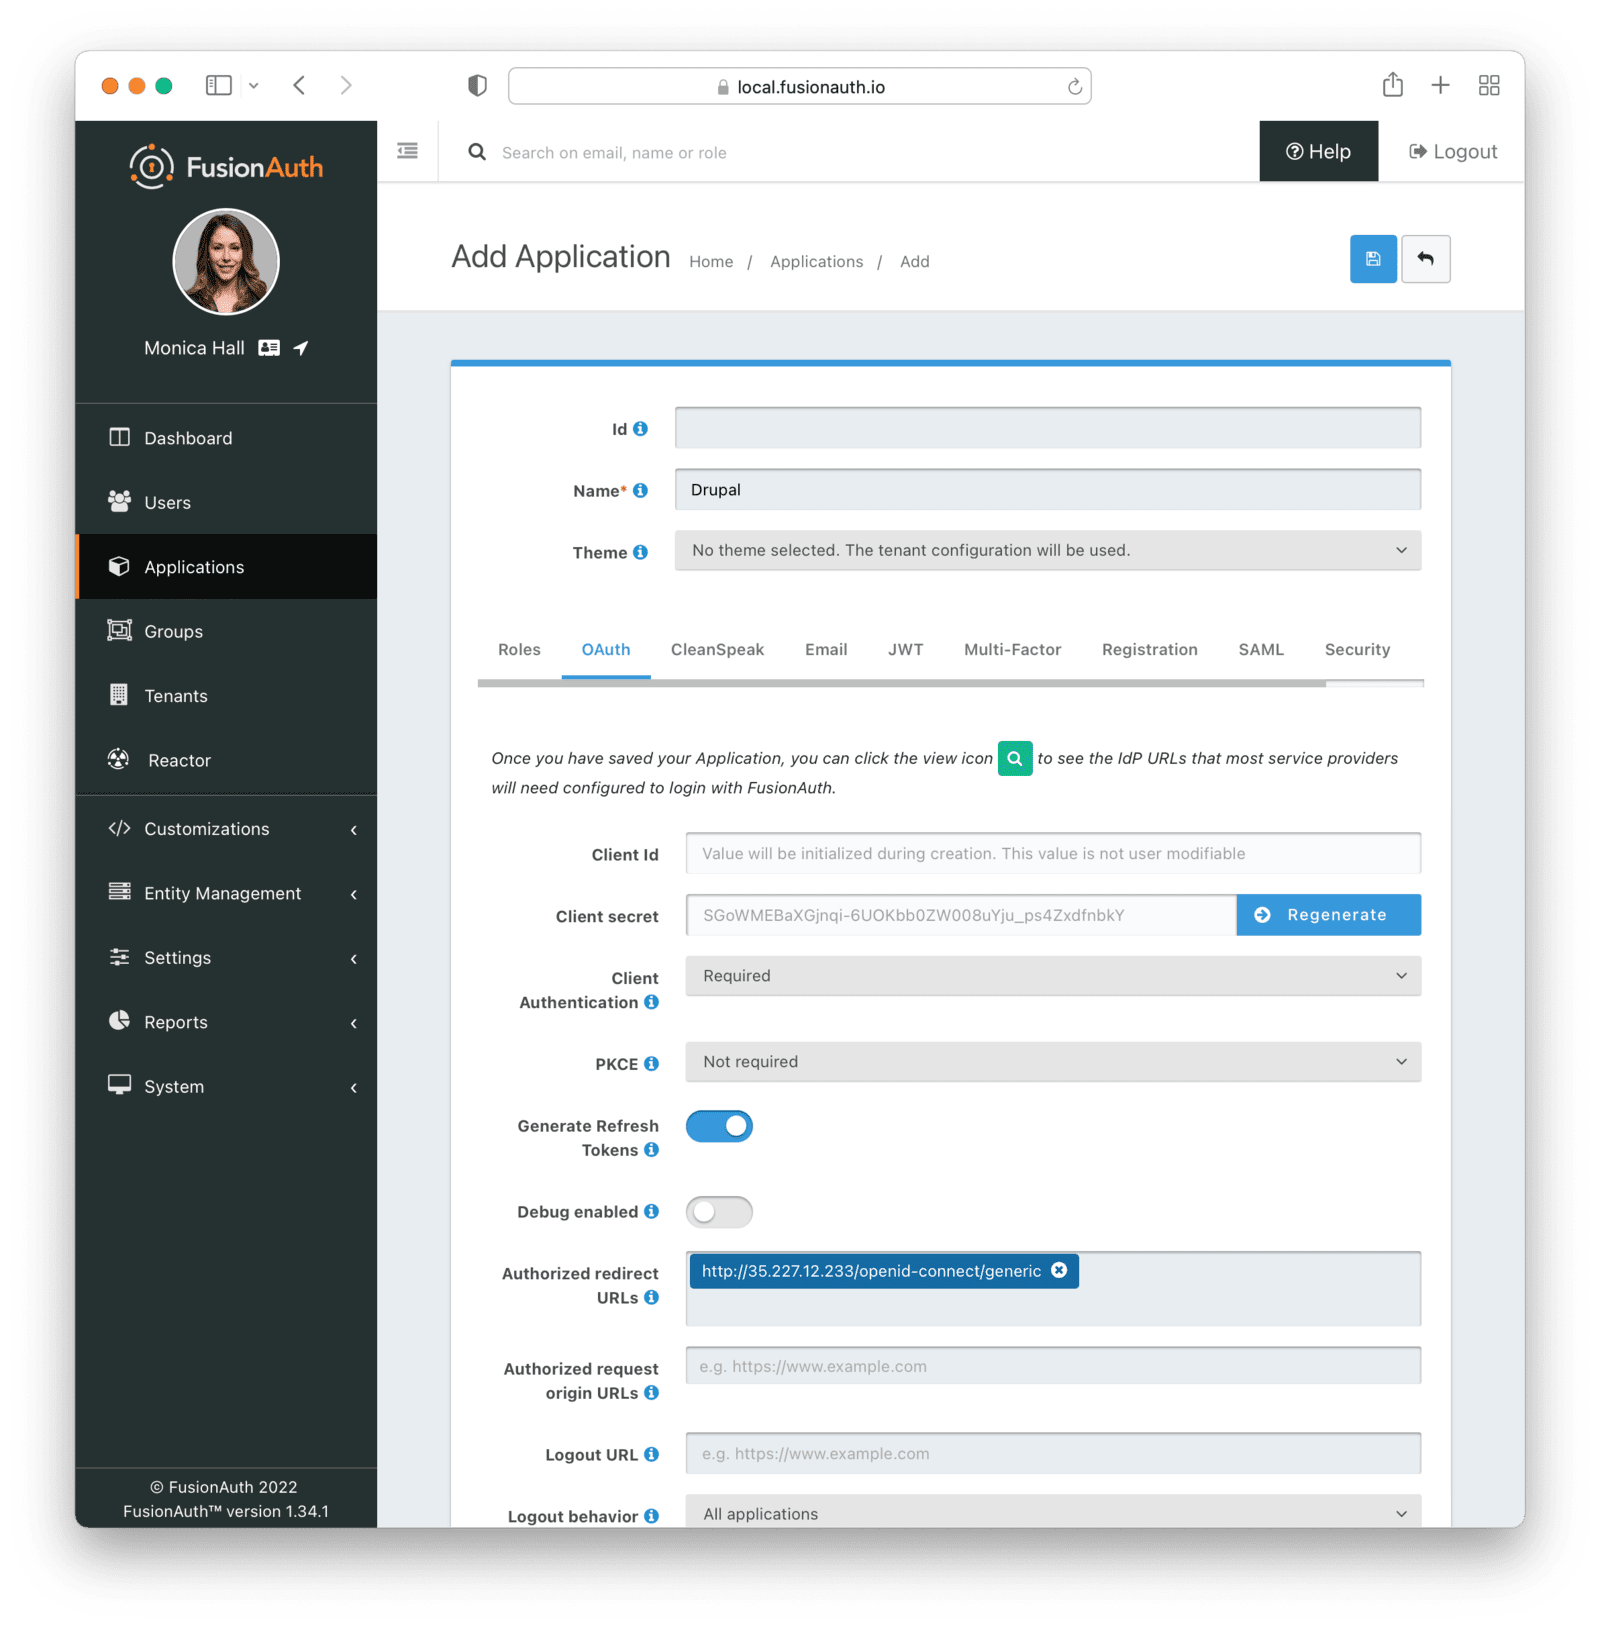 local.fusionauth.io
FusionAuth
Search on email, name or role
Help
Logout
Monica Hall
Dashboard
Users
Applications
Groups
Tenants
Reactor
Customizations
Entity Management
Settings
Reports
System
© FusionAuth 2022
FusionAuth™ version 1.34.1
Add Application
Home / Applications / Add
Id
Name* Drupal
Theme No theme selected. The tenant configuration will be used.
Roles OAuth CleanSpeak Email JWT Multi-Factor Registration SAML Security
Once you have saved your Application, you can click the view icon to see the IdP URLs that most service providers
will need configured to login with FusionAuth.
Client Id Value will be initialized during creation. This value is not user modifiable
Client secret SGoWMEBaXGjnqi-6UOKbb0ZW008uYju_ps4ZxdfnbkY Regenerate
Client
Authentication Required
PKCE Not required
Generate Refresh
Tokens
Debug enabled
Authorized redirect
URLs http://35.227.12.233/openid-connect/generic
Authorized request
origin URLs e.g. https://www.example.com
Logout URL e.g. https://www.example.com
Logout behavior All applications